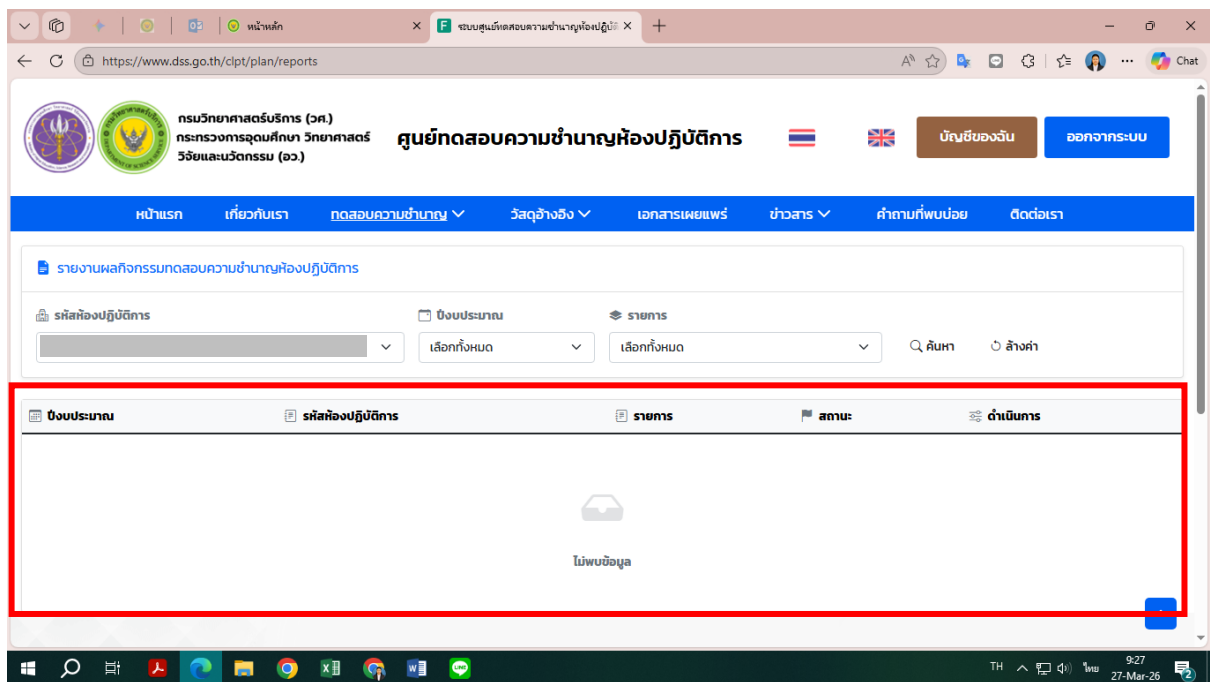 หน้าหลัก
ระบบศูนย์ทดสอบความชำนาญห้องปฏิบัติ
https://www.dss.go.th/clpt/plan/reports
Chat
กรมวิทยาศาสตร์บริการ (วศ.)
กระทรวงการอุดมศึกษา วิทยาศาสตร์
วิจัยและนวัตกรรม (อว.)
ศูนย์ทดสอบความชำนาญห้องปฏิบัติการ
บัญชีของฉัน
ออกจากระบบ
หน้าแรก เกี่ยวกับเรา ทดสอบความชำนาญ วัสดุอ้างอิง เอกสารเผยแพร่ ข่าวสาร คำถามที่พบบ่อย ติดต่อเรา
รายงานผลกิจกรรมทดสอบความชำนาญห้องปฏิบัติการ
รหัสห้องปฏิบัติการ ปีงบประมาณ รายการ
เลือกทั้งหมด เลือกทั้งหมด ค้นหา ล้างค่า
ปีงบประมาณ รหัสห้องปฏิบัติการ รายการ สถานะ ดำเนินการ
ไม่พบข้อมูล
TH ไทย 9:27
27-Mar-26
2